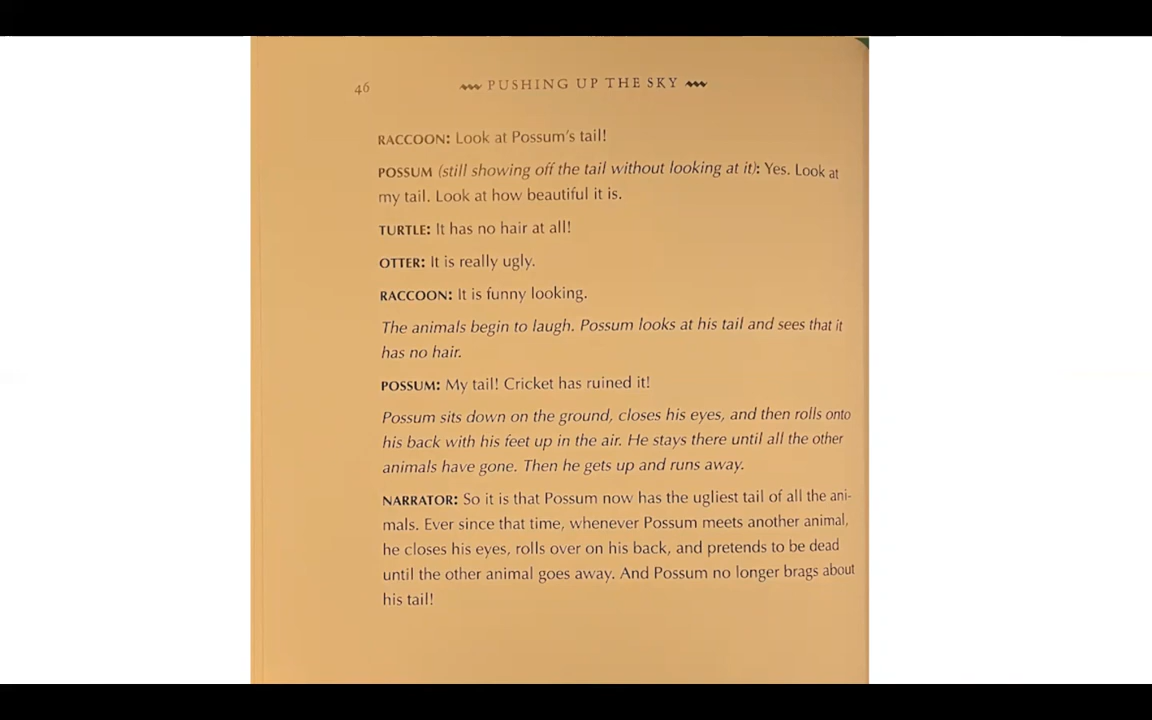 46 PUSHING UP THE SKY
RACCOON: Look at Possum's tail!
POSSUM (still showing off the tail without looking at it): Yes. Look at
my tail. Look at how beautiful it is.
TURTLE: It has no hair at all!
OTTER: It is really ugly.
RACCOON: It is funny looking.
The animals begin to laugh. Possum looks at his tail and sees that it
has no hair.
POSSUM: My tail! Cricket has ruined it!
Possum sits down on the ground, closes his eyes, and then rolls onto
his back with his feet up in the air. He stays there until all the other
animals have gone. Then he gets up and runs away.
NARRATOR: So it is that Possum now has the ugliest tail of all the ani-
mals. Ever since that time, whenever Possum meets another animal,
he closes his eyes, rolls over on his back, and pretends to be dead
until the other animal goes away. And Possum no longer brags about
his tail!